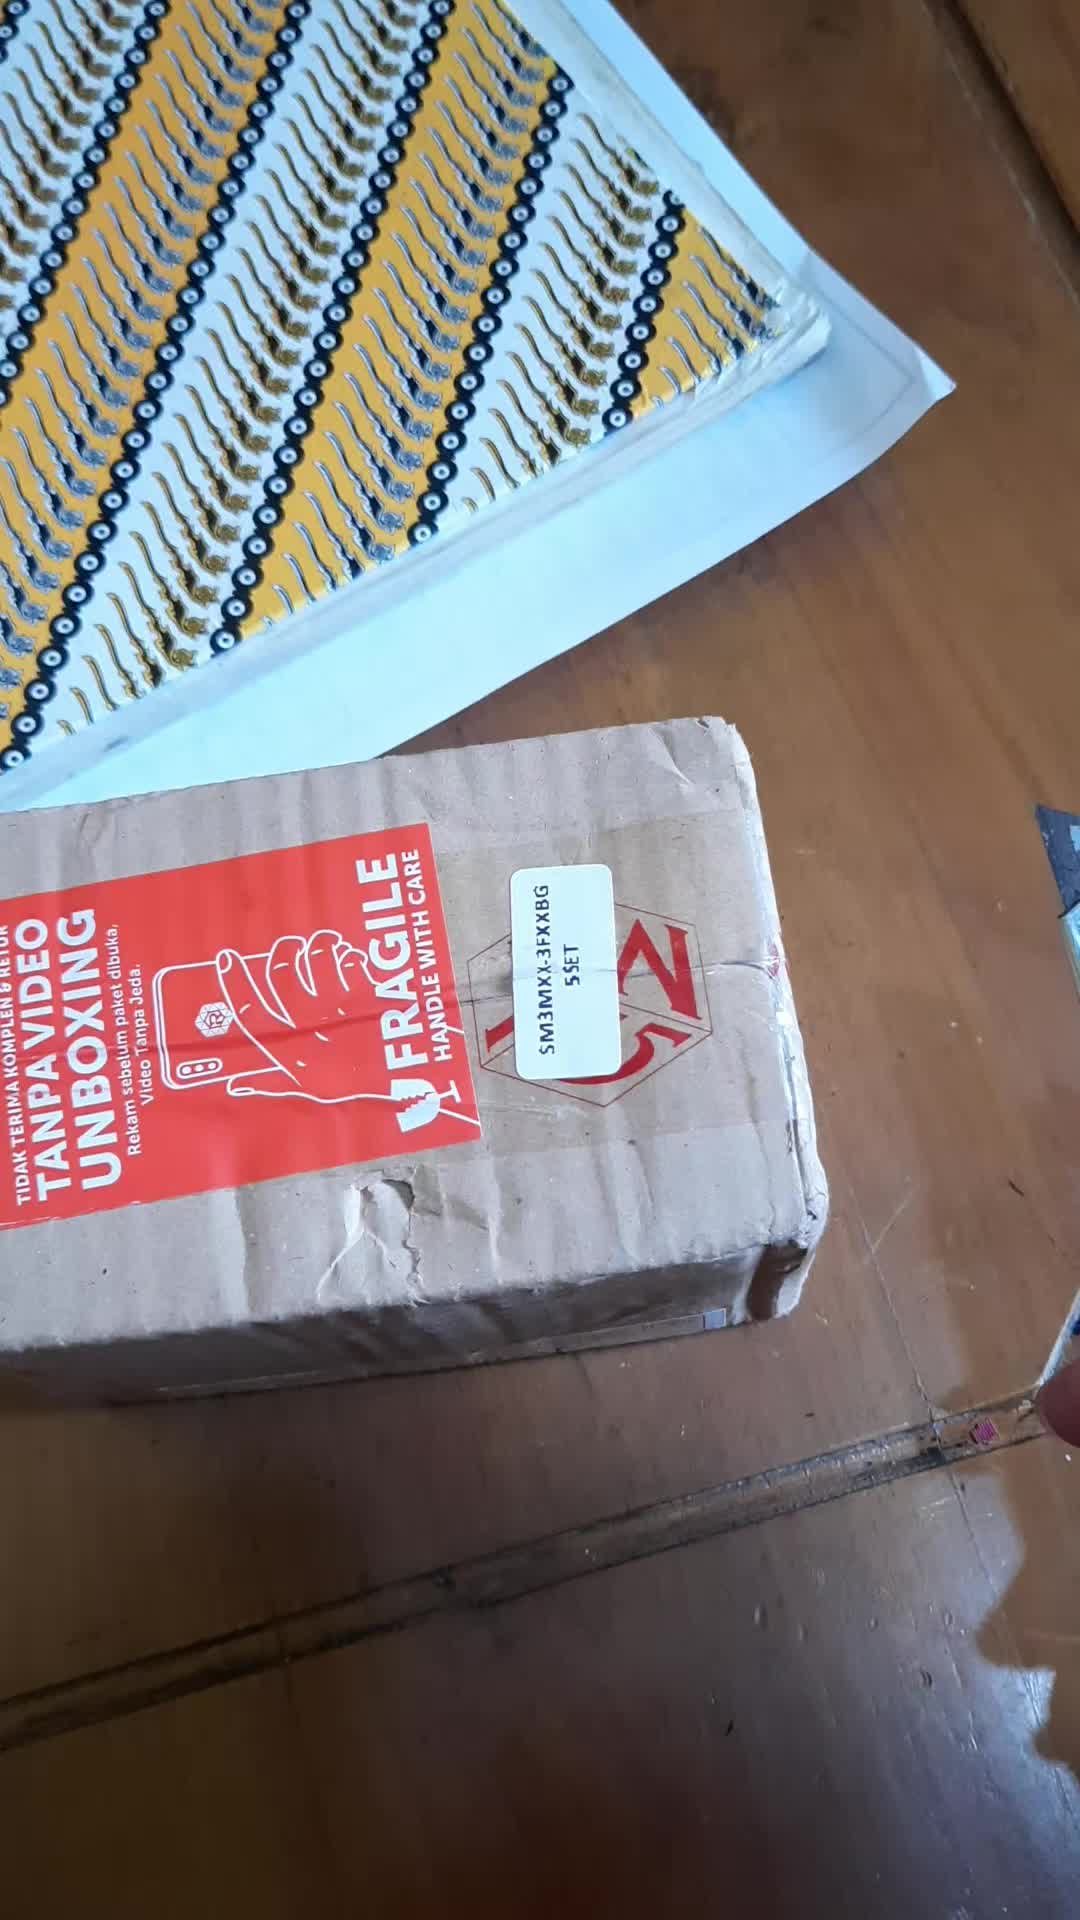 TIDAK TERIMA KOMPLEN & RETUR
TANPA VIDEO
UNBOXING
Rekam sebelum paket dibuka,
Video Tanpa Jeda.
FRAGILE
HANDLE WITH CARE
SM3MXX-3FXXBG
5SET